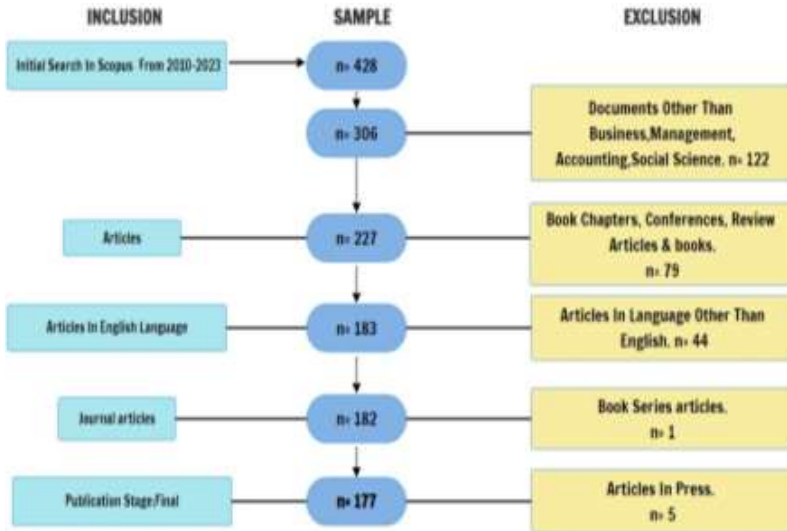 INCLUSION SAMPLE EXCLUSION
Initial Search In Scopus From 2010-2023
n= 428
n= 306
Documents Other Than
Business,Management,
Accounting,Social Science. n= 122
Articles
n= 227
Book Chapters, Conferences, Review
Articles & books.
n= 79
Articles In English Language
n= 183
Articles In Language Other Than
English. n= 44
Journal articles
n= 182
Book Series articles.
n= 1
Publication Stage/Final
n= 177
Articles In Press.
n= 5